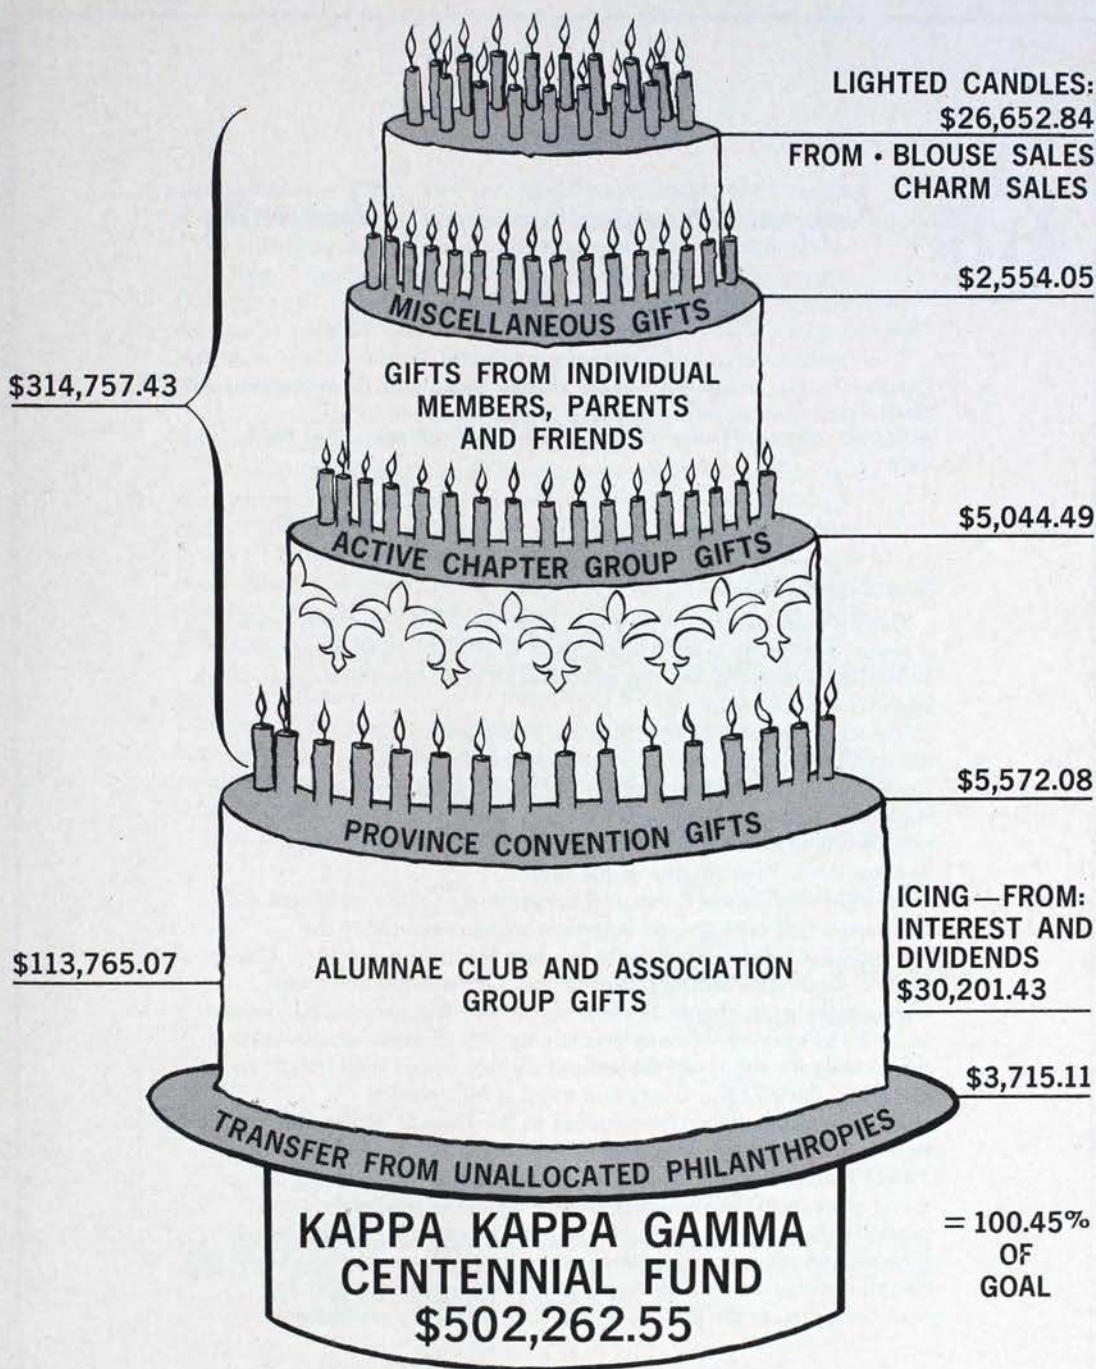 LIGHTED CANDLES:
$26,652.84
FROM • BLOUSE SALES
CHARM SALES
$2,554.05
MISCELLANEOUS GIFTS
$314,757.43
GIFTS FROM INDIVIDUAL
MEMBERS, PARENTS
AND FRIENDS
$5,044.49
ACTIVE CHAPTER GROUP GIFTS
$5,572.08
PROVINCE CONVENTION GIFTS
ICING—FROM:
INTEREST AND
DIVIDENDS
$30,201.43
$113,765.07
ALUMNAE CLUB AND ASSOCIATION
GROUP GIFTS
$3,715.11
TRANSFER FROM UNALLOCATED PHILANTHROPIES
KAPPA KAPPA GAMMA
CENTENNIAL FUND
$502,262.55
= 100.45%
OF
GOAL